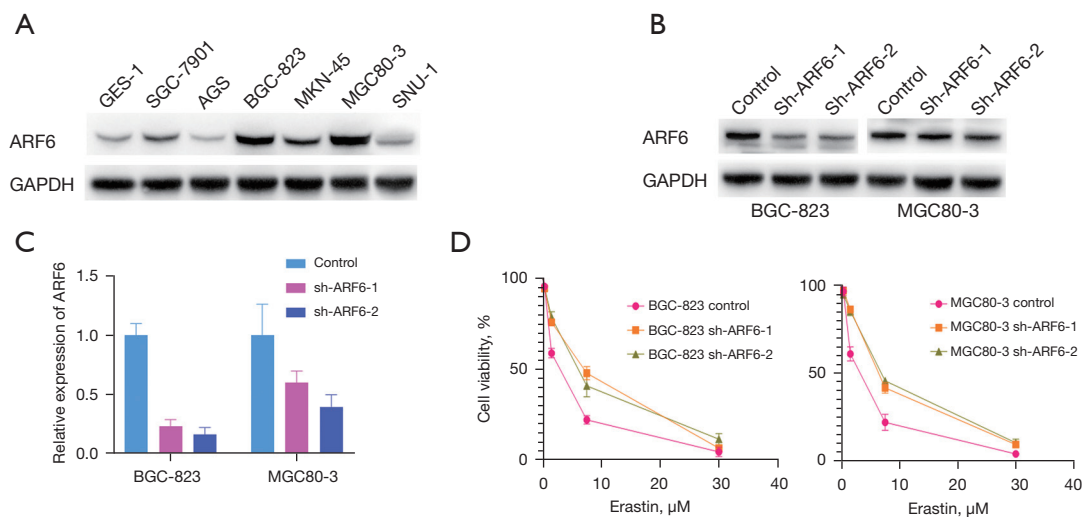 A
GES-1 SGC-7901 AGS BGC-823 MKN-45 MGC80-3 SNU-1
ARF6
GAPDH
B
Control Sh-ARF6-1 Sh-ARF6-2 Control Sh-ARF6-1 Sh-ARF6-2
ARF6
GAPDH
BGC-823 MGC80-3
C
Relative expression of ARF6
1.5
1.0
0.5
0.0
Control
sh-ARF6-1
sh-ARF6-2
BGC-823 MGC80-3
D
Cell viability, %
100
50
0
BGC-823 control
BGC-823 sh-ARF6-1
BGC-823 sh-ARF6-2
0 10 20 30 40
Erastin, μM
100
50
0
MGC80-3 control
MGC80-3 sh-ARF6-1
MGC80-3 sh-ARF6-2
0 10 20 30 40
Erastin, μM